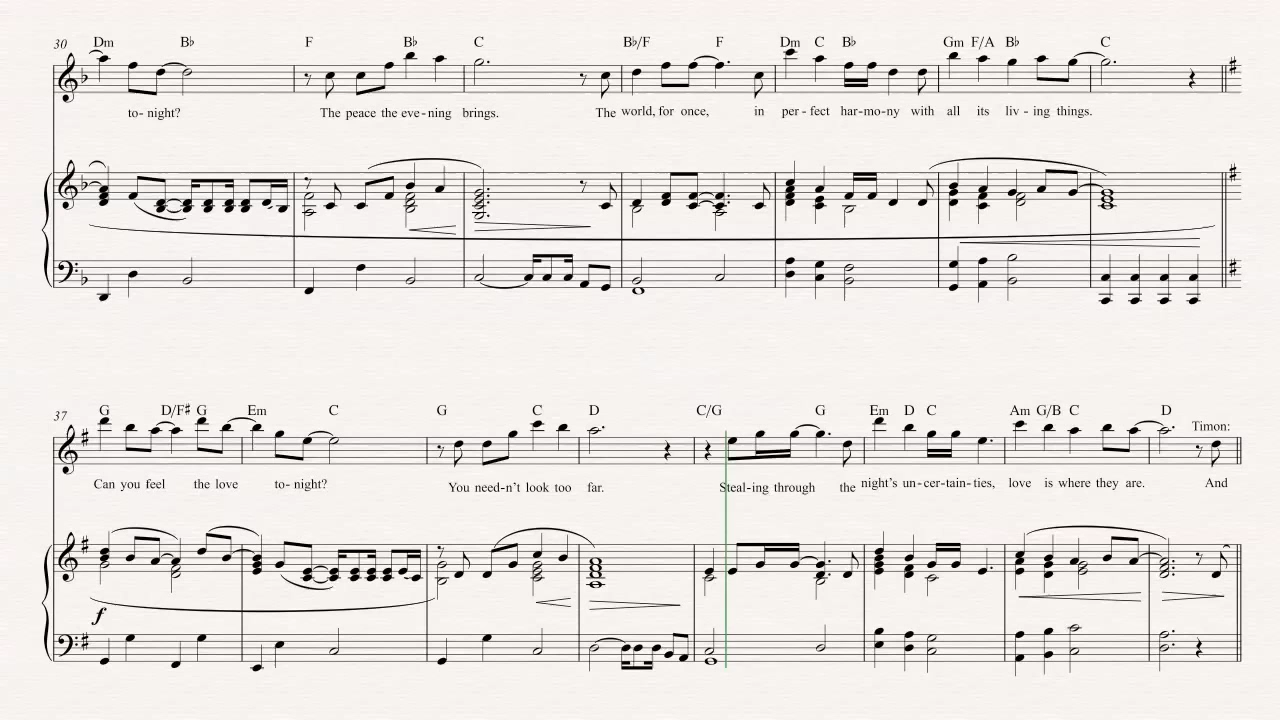 30 Dm B♭ F B♭ C B♭/F F Dm C B♭ Gm F/A B♭ C
to- night? The peace the eve - ning brings. The world, for once, in per - fect har-mo-ny with all its liv - ing things.
37 G D/F# G Em C G C D C/G G Em D C Am G/B C D
Timon:
Can you feel the love to- night? You need-n't look too far. Steal-ing through the night's un-cer-tain-ties, love is where they are. And
f